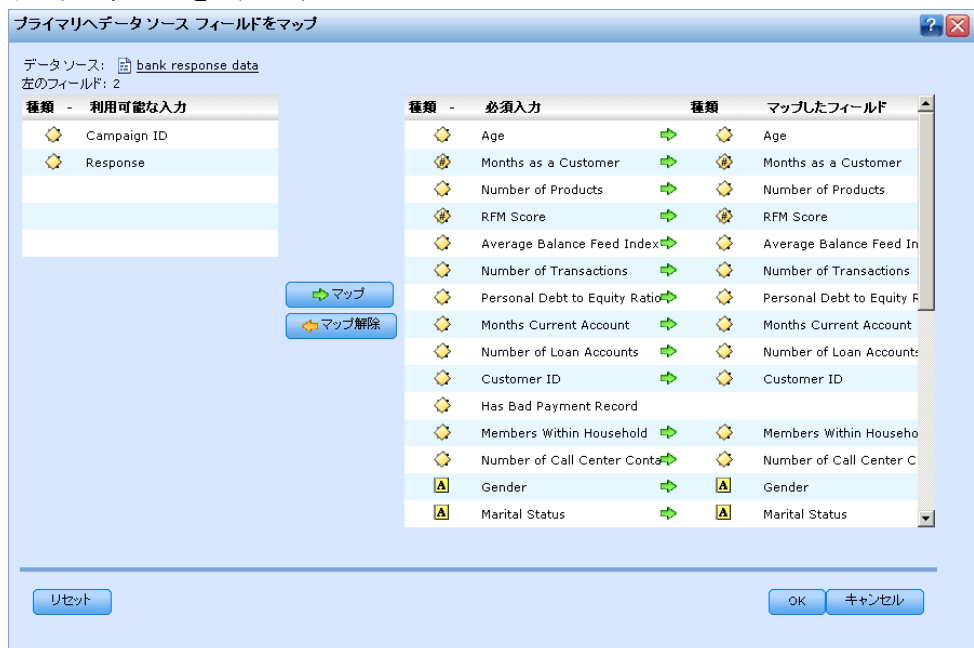 プライマリへデータ ソース フィールドをマップ
データ ソース: bank response data
左のフィールド: 2
種類 - 利用可能な入力
Campaign ID
Response
マップ
マップ解除
種類 - 必須入力 種類 マップしたフィールド
Age Age
Months as a Customer Months as a Customer
Number of Products Number of Products
RFM Score RFM Score
Average Balance Feed Index Average Balance Feed In
Number of Transactions Number of Transactions
Personal Debt to Equity Ratio Personal Debt to Equity R
Months Current Account Months Current Account
Number of Loan Accounts Number of Loan Accounts
Customer ID Customer ID
Has Bad Payment Record
Members Within Household Members Within Househo
Number of Call Center Conta Number of Call Center C
A Gender A Gender
A Marital Status A Marital Status
リセット
OK キャンセル